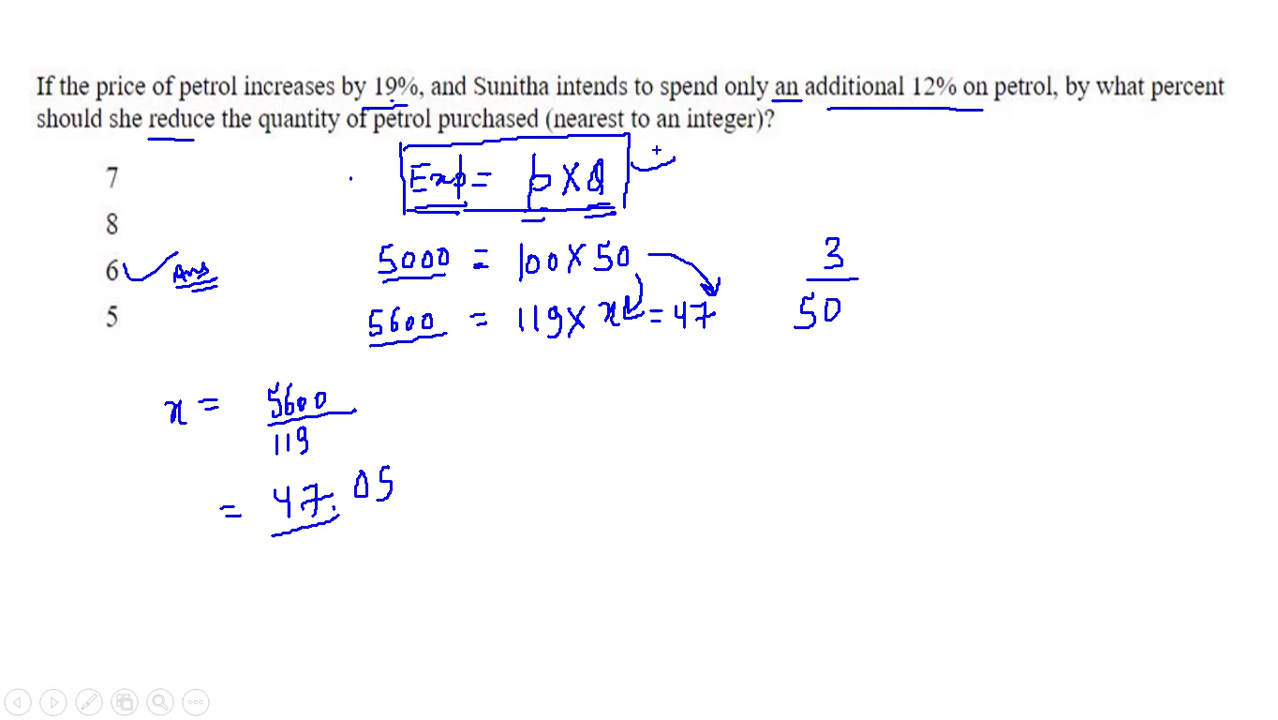 If the price of petrol increases by 19%, and Sunitha intends to spend only an additional 12% on petrol, by what percent
should she reduce the quantity of petrol purchased (nearest to an integer)?
7
Exp = p x q
8
5000 = 100 x 50
3
6 Ans
50
5
5600 = 119 x x = 47
x = 5600
119
= 47.05